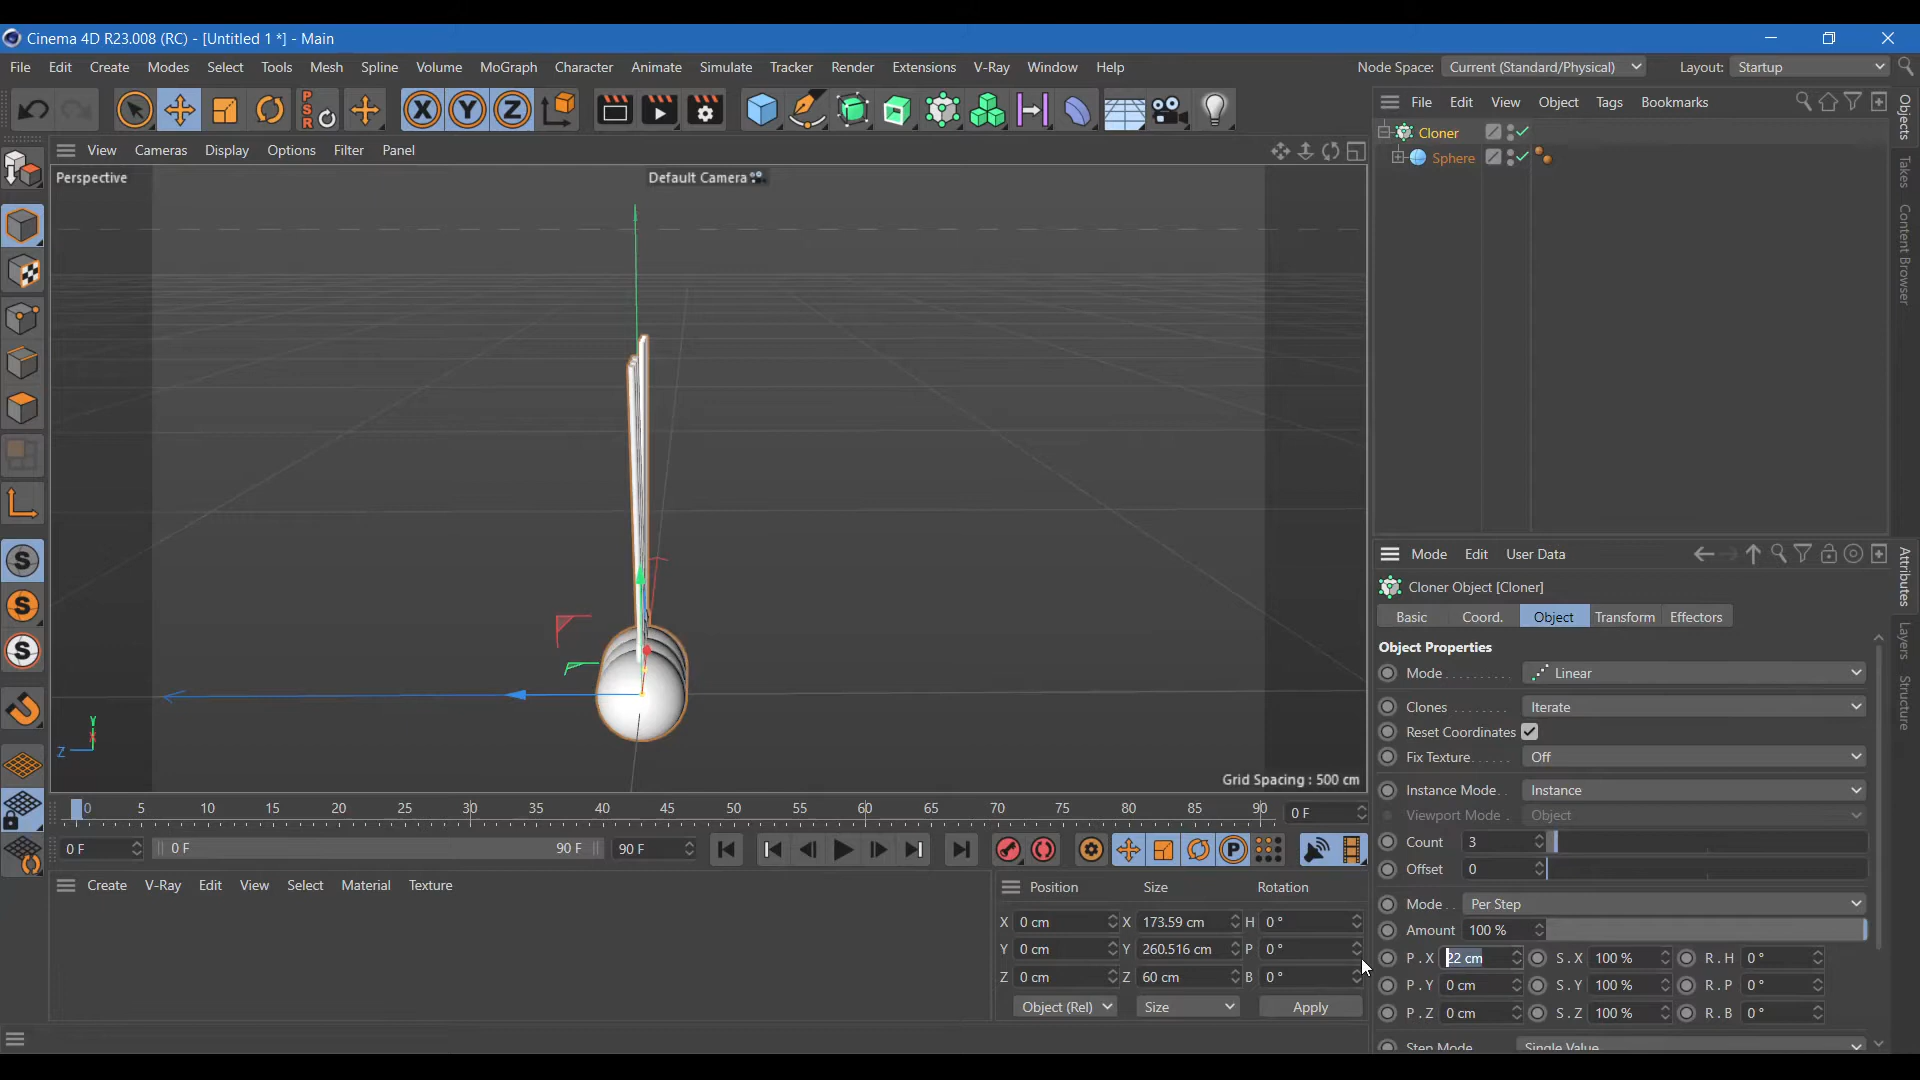 Cinema 4D R23.008 (RC) - [Untitled 1 *] - Main
File Edit Create Modes Select Tools Mesh Spline Volume MoGraph Character Animate Simulate Tracker Render Extensions V-Ray Window Help Node Space: Current (Standard/Physical) Layout: Startup
File Edit View Object Tags Bookmarks
X Y Z
PSR
View Cameras Display Options Filter Panel
Perspective
Default Camera
Grid Spacing : 500 cm
Y
X
Z
Cloner
Sphere
Objects
Takes
Content Browser
Mode Edit User Data
Cloner Object [Cloner]
Basic Coord. Object Transform Effectors
Object Properties
Mode . . . . . . . . . . Linear
Clones . . . . . . . . Iterate
Reset Coordinates
Fix Texture. . . . . . Off
Instance Mode. . Instance
Viewport Mode . Object
Count 3
Offset 0
Mode . . Per Step
Amount 100 %
P . X 22 cm S . X 100 % R . H 0 °
P . Y 0 cm S . Y 100 % R . P 0 °
P . Z 0 cm S . Z 100 % R . B 0 °
Step Mode Single Value
Attributes
Layers
Structure
0 5 10 15 20 25 30 35 40 45 50 55 60 65 70 75 80 85 90 0 F
0 F 0 F 90 F 90 F
P
Create V-Ray Edit View Select Material Texture
Position Size Rotation
X 0 cm X 173.59 cm H 0 °
Y 0 cm Y 260.516 cm P 0 °
Z 0 cm Z 60 cm B 0 °
Object (Rel) Size Apply
S
S
S